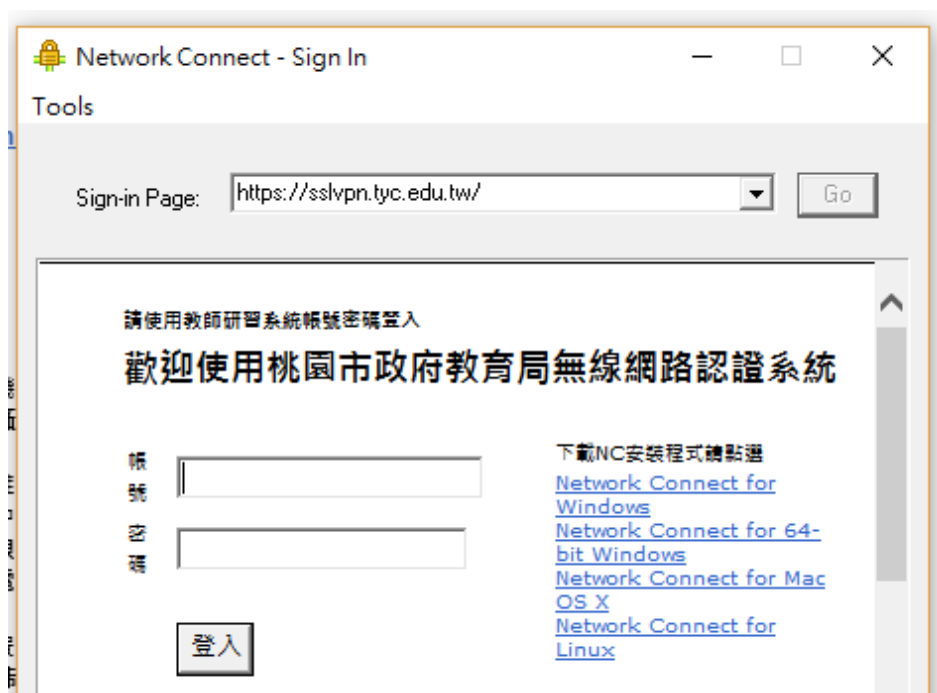 Network Connect - Sign In
Tools
Sign-in Page:
https://sslvpn.tyc.edu.tw/
Go
請使用教師研習系統帳號密碼登入
歡迎使用桃園市政府教育局無線網路認證系統
帳
號
密
碼
登入
下載NC安裝程式請點選
Network Connect for
Windows
Network Connect for 64-
bit Windows
Network Connect for Mac
OS X
Network Connect for
Linux